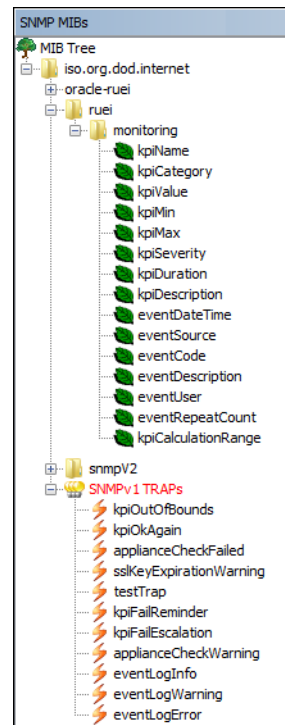 SNMP MIBs
MIB Tree
iso.org.dod.internet
oracle-ruei
ruei
monitoring
kpiName
kpiCategory
kpiValue
kpiMin
kpiMax
kpiSeverity
kpiDuration
kpiDescription
eventDateTime
eventSource
eventCode
eventDescription
eventUser
eventRepeatCount
kpiCalculationRange
snmpV2
SNMPv1 TRAPs
kpiOutOfBounds
kpiOkAgain
applianceCheckFailed
sslKeyExpirationWarning
testTrap
kpiFailReminder
kpiFailEscalation
applianceCheckWarning
eventLogInfo
eventLogWarning
eventLogError